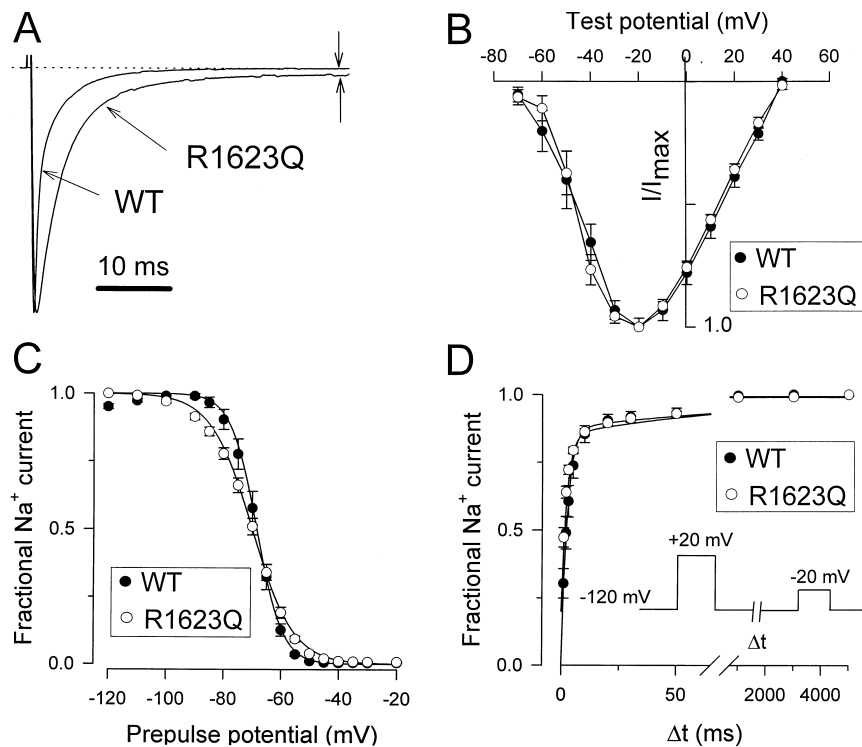 A
WT
R1623Q
10 ms
B
Test potential (mV)
-80 -60 -40 -20 0 20 40 60
I/Imax
1.0
WT
R1623Q
C
Fractional Na⁺ current
1.0
0.5
0.0
WT
R1623Q
-120 -100 -80 -60 -40 -20
Prepulse potential (mV)
D
Fractional Na⁺ current
1.0
0.5
0.0
WT
R1623Q
+20 mV
-120 mV
-20 mV
Δt
0 50 2000 4000
Δt (ms)